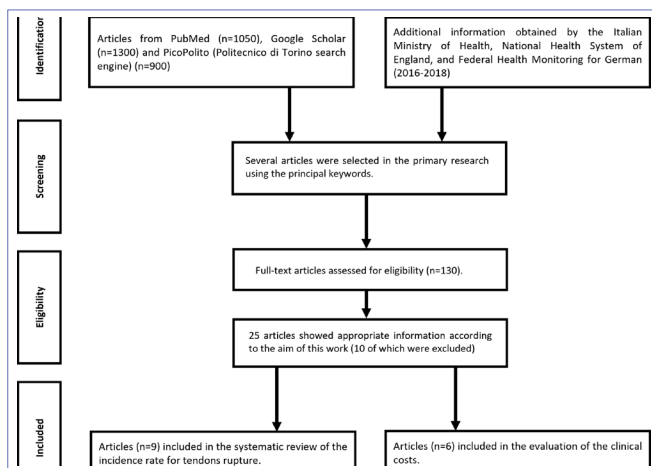 Identification
Articles from PubMed (n=1050), Google Scholar
(n=1300) and PicoPolito (Politecnico di Torino search
engine) (n=900)
Additional information obtained by the Italian
Ministry of Health, National Health System of
England, and Federal Health Monitoring for German
(2016-2018)
Screening
Several articles were selected in the primary research
using the principal keywords.
Eligibility
Full-text articles assessed for eligibility (n=130).
25 articles showed appropriate information according
to the aim of this work (10 of which were excluded)
Included
Articles (n=9) included in the systematic review of the
incidence rate for tendons rupture.
Articles (n=6) included in the evaluation of the clinical
costs.